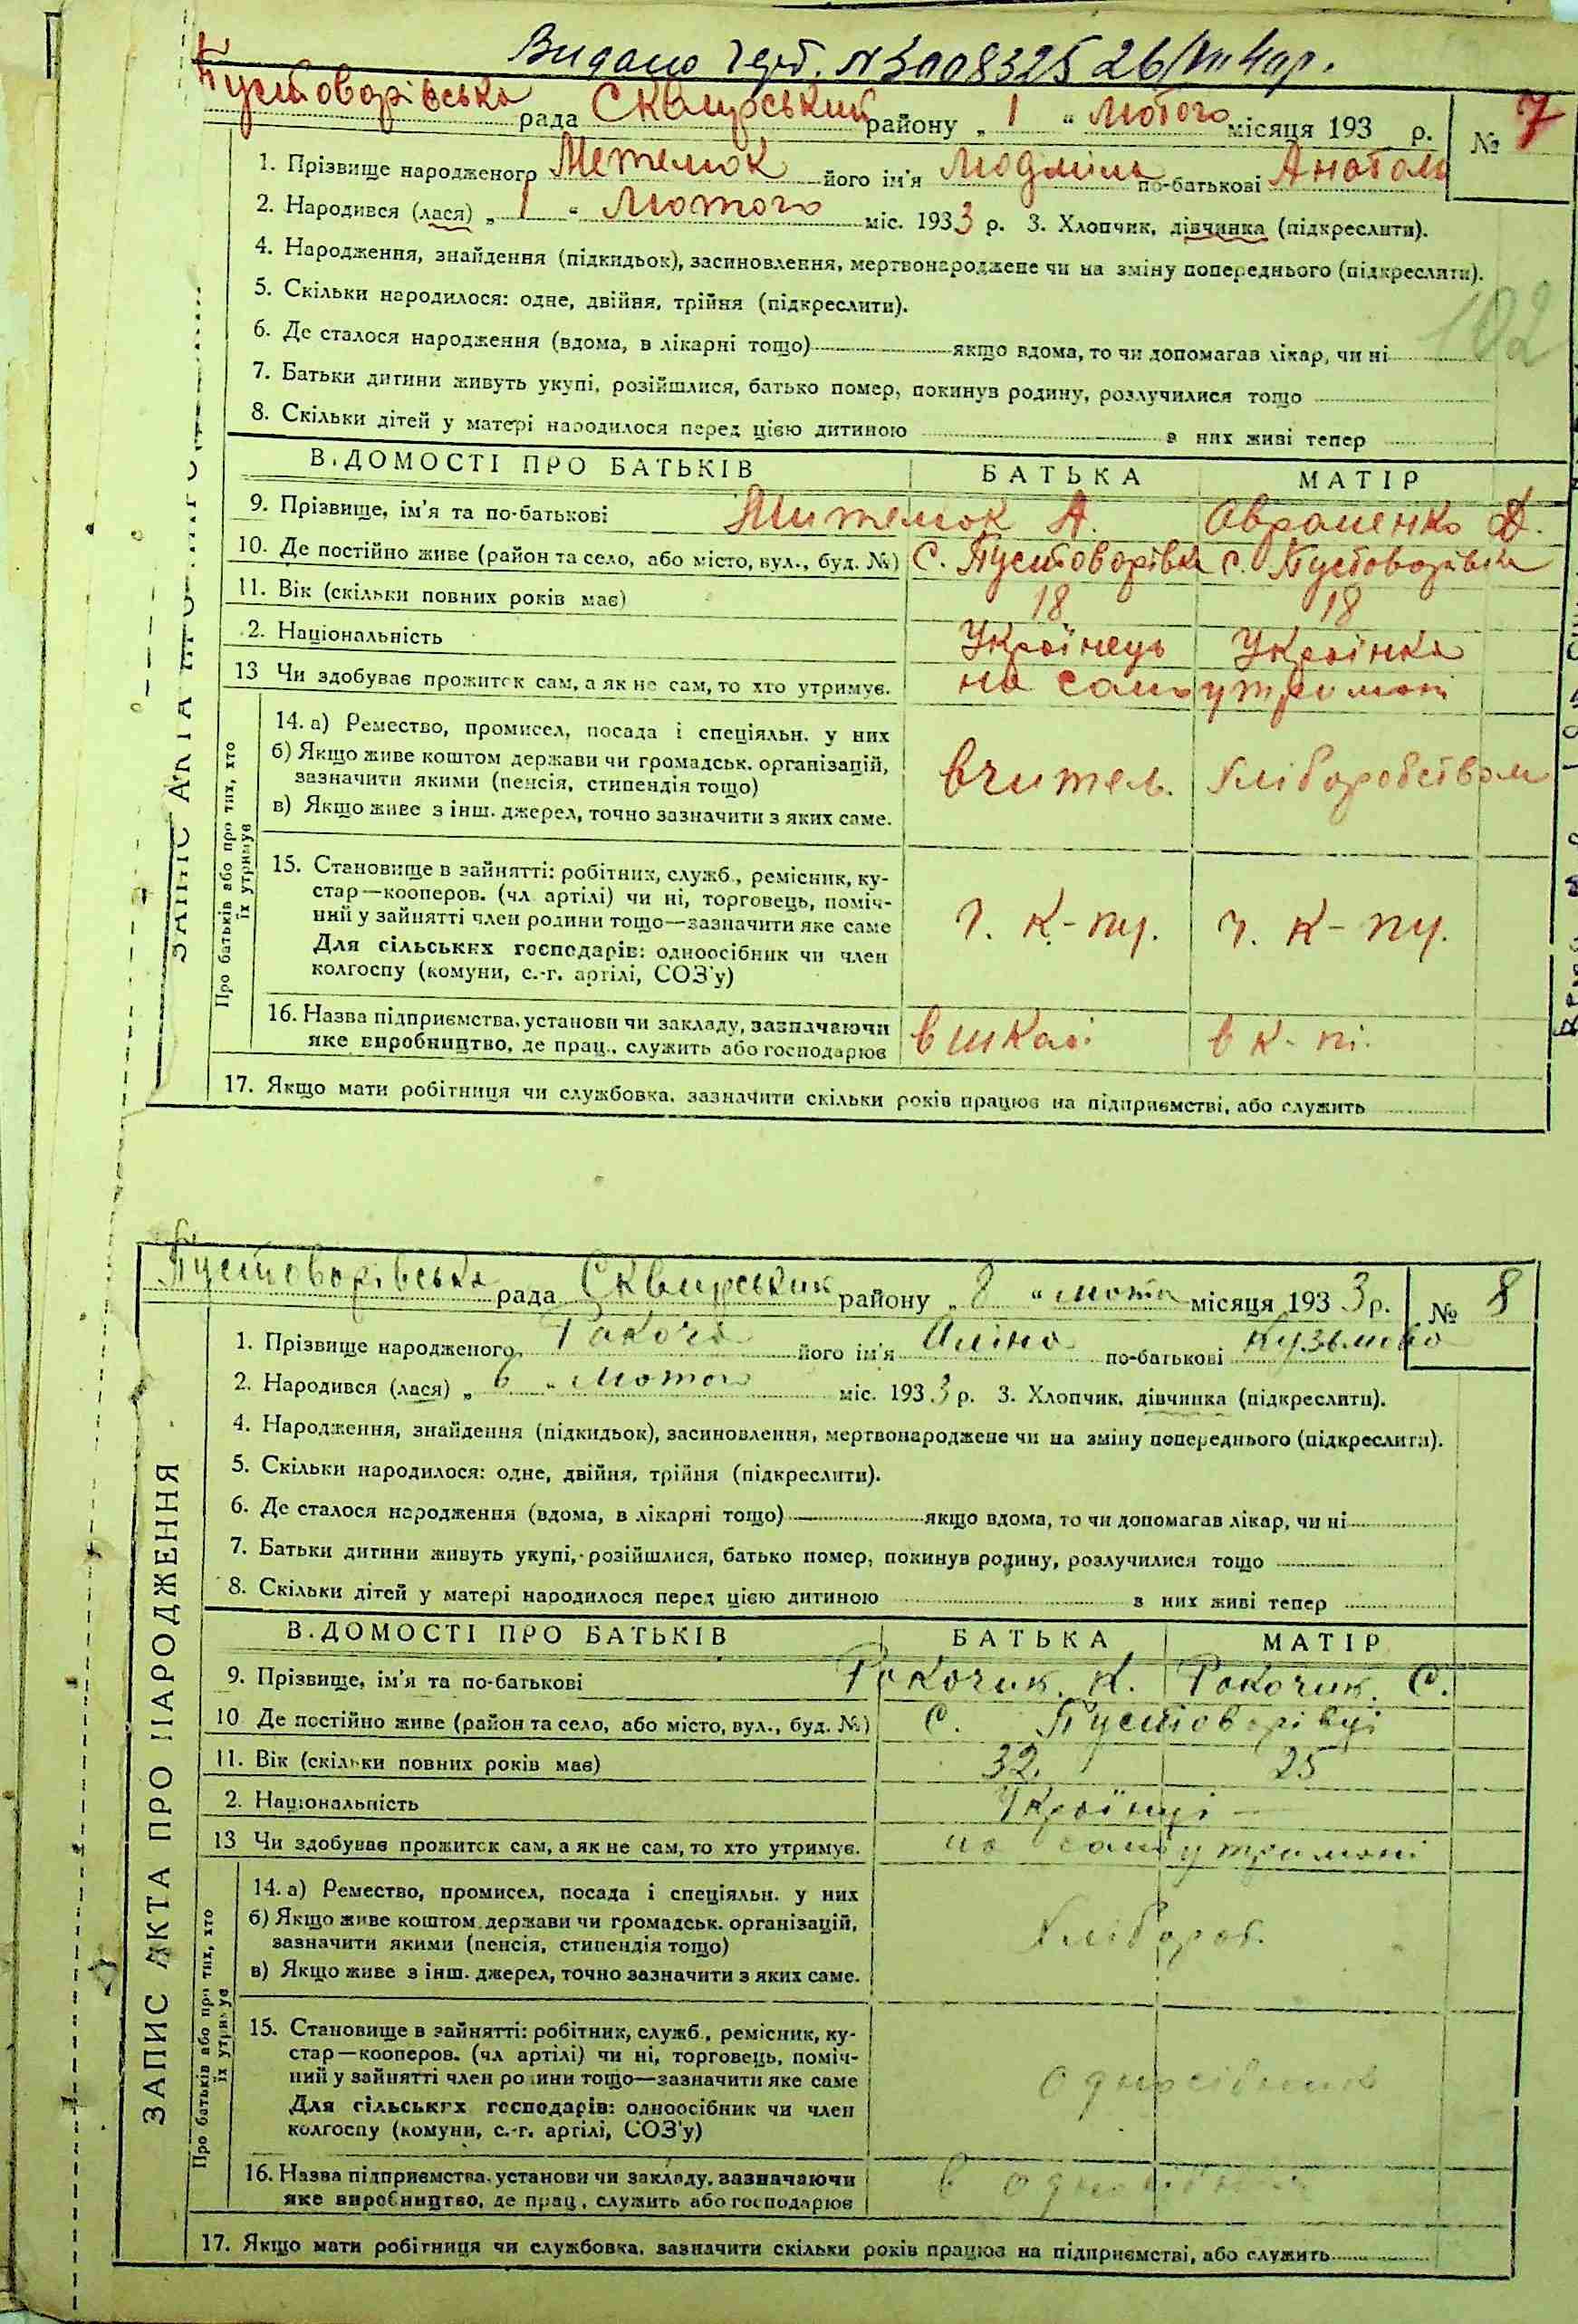 Видано N 3008325 26/VII 40 р.
Пустоварівська рада Сквирський району „ 1 “ Лютого місяця 193 р. № 7
1. Прізвище народженого Метелюк його ім'я Людміла по-батькові Анатол
2. Народився (лася) „ 1 “ Лютого міс. 1933 р. 3. Хлопчик, дівчинка (підкреслити).
4. Народження, знайдення (підкидьок), засиновлення, мертвонароджене чи на зміну попереднього (підкреслити).
5. Скільки народилося: одне, двійня, трійня (підкреслити).
102
6. Де сталося народження (вдома, в лікарні тощо) якщо вдома, то чи допомагав лікар, чи ні
7. Батьки дитини живуть укупі, розійшлися, батько помер, покинув родину, розлучилися тощо
8. Скільки дітей у матері народилося перед цією дитиною з них живі тепер
В.ДОМОСТІ ПРО БАТЬКІВ БАТЬКА МАТІР
9. Прізвище, ім'я та по-батькові Мителюк А. Авраменко Д.
10. Де постійно живе (район та село, або місто, вул., буд. №) С. Пустоварівка с. Пустоварівка
11. Вік (скільки повних років має) 18 18
2. Національність Українець Українка
13 Чи здобуває прожиток сам, а як не сам, то хто утримує. на самоутримані
14. а) Ремество, промисел, посада і спеціяльн. у них
б) Якщо живе коштом держави чи громадськ. організацій,
зазначити якими (пенсія, стипендія тощо)
вчител. хліборобством
в) Якщо живе з інш. джерел, точно зазначити з яких саме.
15. Становище в зайнятті: робітник, служб., ремісник, ку-
стар—кооперов. (чл. артілі) чи ні, торговець, поміч-
ний у зайнятті член родини тощо—зазначити яке саме
ч. к-пу. ч. к-пу.
Для сільських господарів: одноосібник чи член
колгоспу (комуни, с.-г. артілі, СОЗ'у)
16. Назва підприємства, установи чи закладу, зазначаючи
яке виробництво, де прац., служить або господарює
в школі в к-пі.
17. Якщо мати робітниця чи службовка, зазначити скільки років працює на підприємстві, або служить
Про батьків або про тих, хто
їх утримує
Пустоварівська рада Сквирський району „ 8 “ люта місяця 1933 р. № 8
1. Прізвище народженого його ім'я Аліна по-батькові Кузьмівна
2. Народився (лася) „ 6 “ Лютого міс. 1933 р. 3. Хлопчик, дівчинка (підкреслити).
4. Народження, знайдення (підкидьок), засиновлення, мертвонароджене чи на зміну попереднього (підкреслити).
5. Скільки народилося: одне, двійня, трійня (підкреслити).
6. Де сталося народження (вдома, в лікарні тощо) якщо вдома, то чи допомагав лікар, чи ні
7. Батьки дитини живуть укупі, розійшлися, батько помер, покинув родину, розлучилися тощо
8. Скільки дітей у матері народилося перед цією дитиною з них живі тепер
В.ДОМОСТІ ПРО БАТЬКІВ БАТЬКА МАТІР
9. Прізвище, ім'я та по-батькові Рокочик. К. Рокочик. С.
10 Де постійно живе (район та село, або місто, вул., буд. №) С. Пустоварівці
11. Вік (скільки повних років має) 32. 25
2. Національність Українці
13 Чи здобуває прожиток сам, а як не сам, то хто утримує. на самоутримані
14. а) Ремество, промисел, посада і спеціяльн. у них
б) Якщо живе коштом держави чи громадськ. організацій,
зазначити якими (пенсія, стипендія тощо)
хлібороб.
в) Якщо живе з інш. джерел, точно зазначити з яких саме.
15. Становище в зайнятті: робітник, служб., ремісник, ку-
стар—кооперов. (чл артілі) чи ні, торговець, поміч-
ний у зайнятті член родини тощо—зазначити яке саме
одноосібник
Для сільських господарів: одноосібник чи член
колгоспу (комуни, с.-г. артілі, СОЗ'у)
16. Назва підприємства, установи чи закладу, зазначаючи
яке виробництво, де прац., служить або господарює
17. Якщо мати робітниця чи службовка, зазначити скільки років працює на підприємстві, або служить
ЗАПИС АКТА ПРО НАРОДЖЕННЯ
Про батьків або при тих, хто
їх утримує